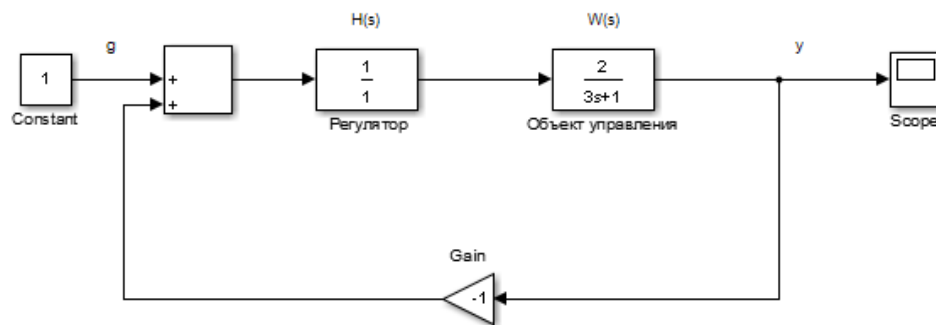 H(s)
W(s)
g
y
1
+
+
1
1
2
3s+1
Constant
Регулятор
Объект управления
Scope
Gain
-1